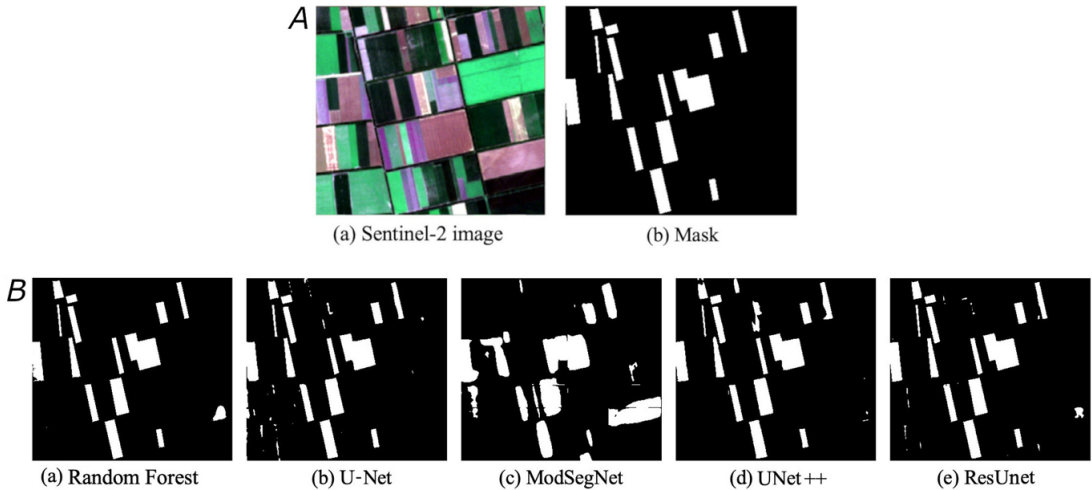 A
(a) Sentinel-2 image
(b) Mask
B
(a) Random Forest
(b) U-Net
(c) ModSegNet
(d) UNet++
(e) ResUnet